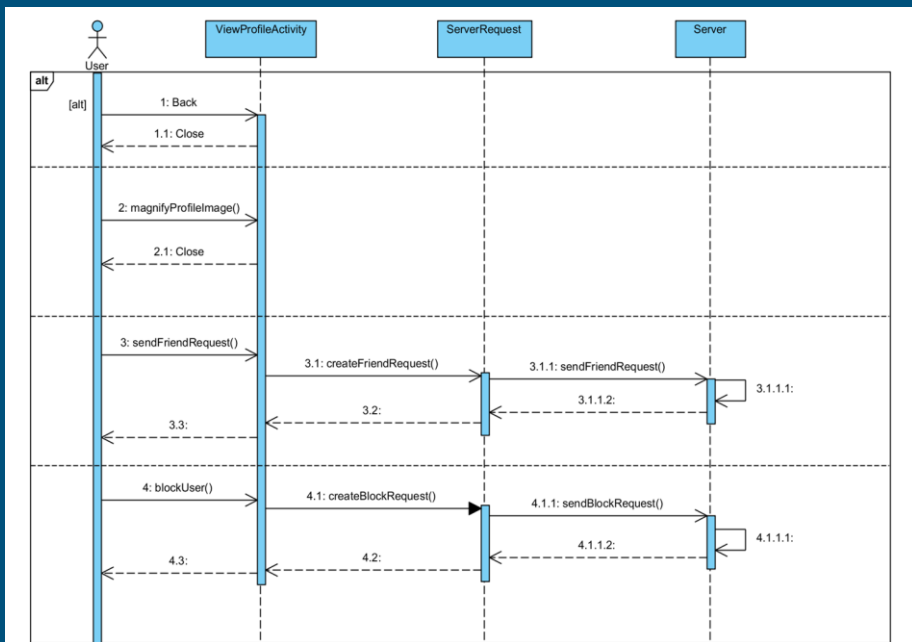 ViewProfileActivity
ServerRequest
Server
User
alt
[alt]
1: Back
1.1: Close
2: magnifyProfileImage()
2.1: Close
3: sendFriendRequest()
3.1: createFriendRequest()
3.1.1: sendFriendRequest()
3.1.1.1:
3.1.1.2:
3.2:
3.3:
4: blockUser()
4.1: createBlockRequest()
4.1.1: sendBlockRequest()
4.1.1.1:
4.1.1.2:
4.2:
4.3: